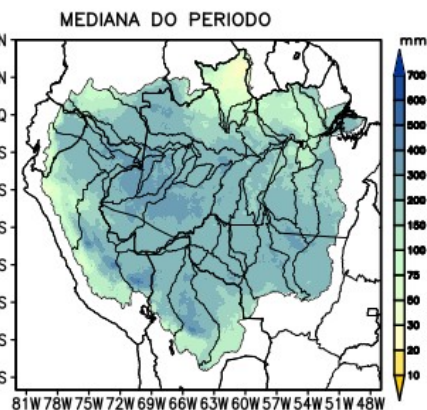 MEDIANA DO PERIODO
mm
N
N
Q
S
S
S
S
S
S
S
700
600
500
400
300
200
150
100
75
50
30
20
10
81W 78W 75W 72W 69W 66W 63W 60W 57W 54W 51W 48W